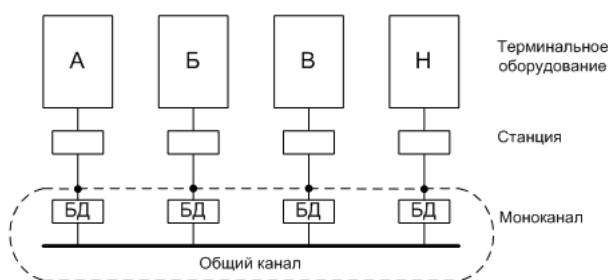 А Б В Н
Терминальное
оборудование
Станция
БД БД БД БД
Моноканал
Общий канал